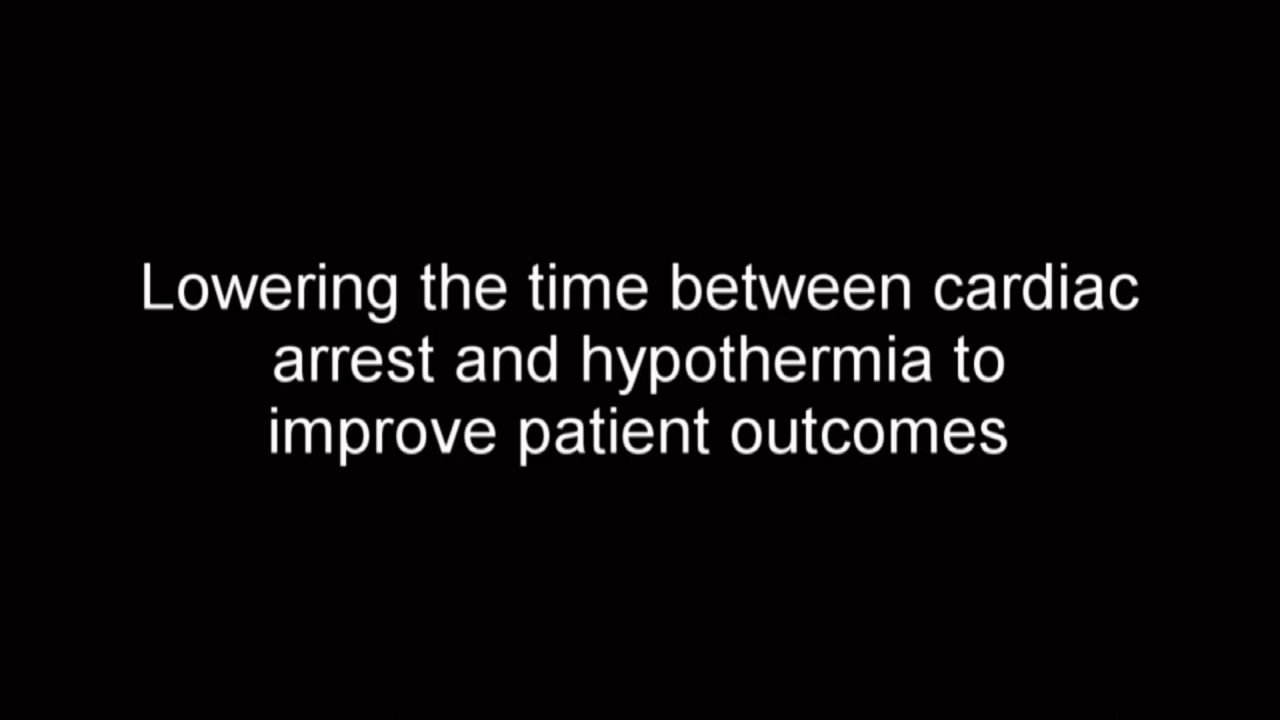 Lowering the time between cardiac
arrest and hypothermia to
improve patient outcomes